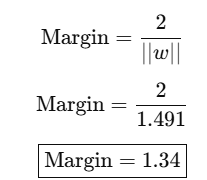 Margin = 2 / ||w||
Margin = 2 / 1.491
Margin = 1.34